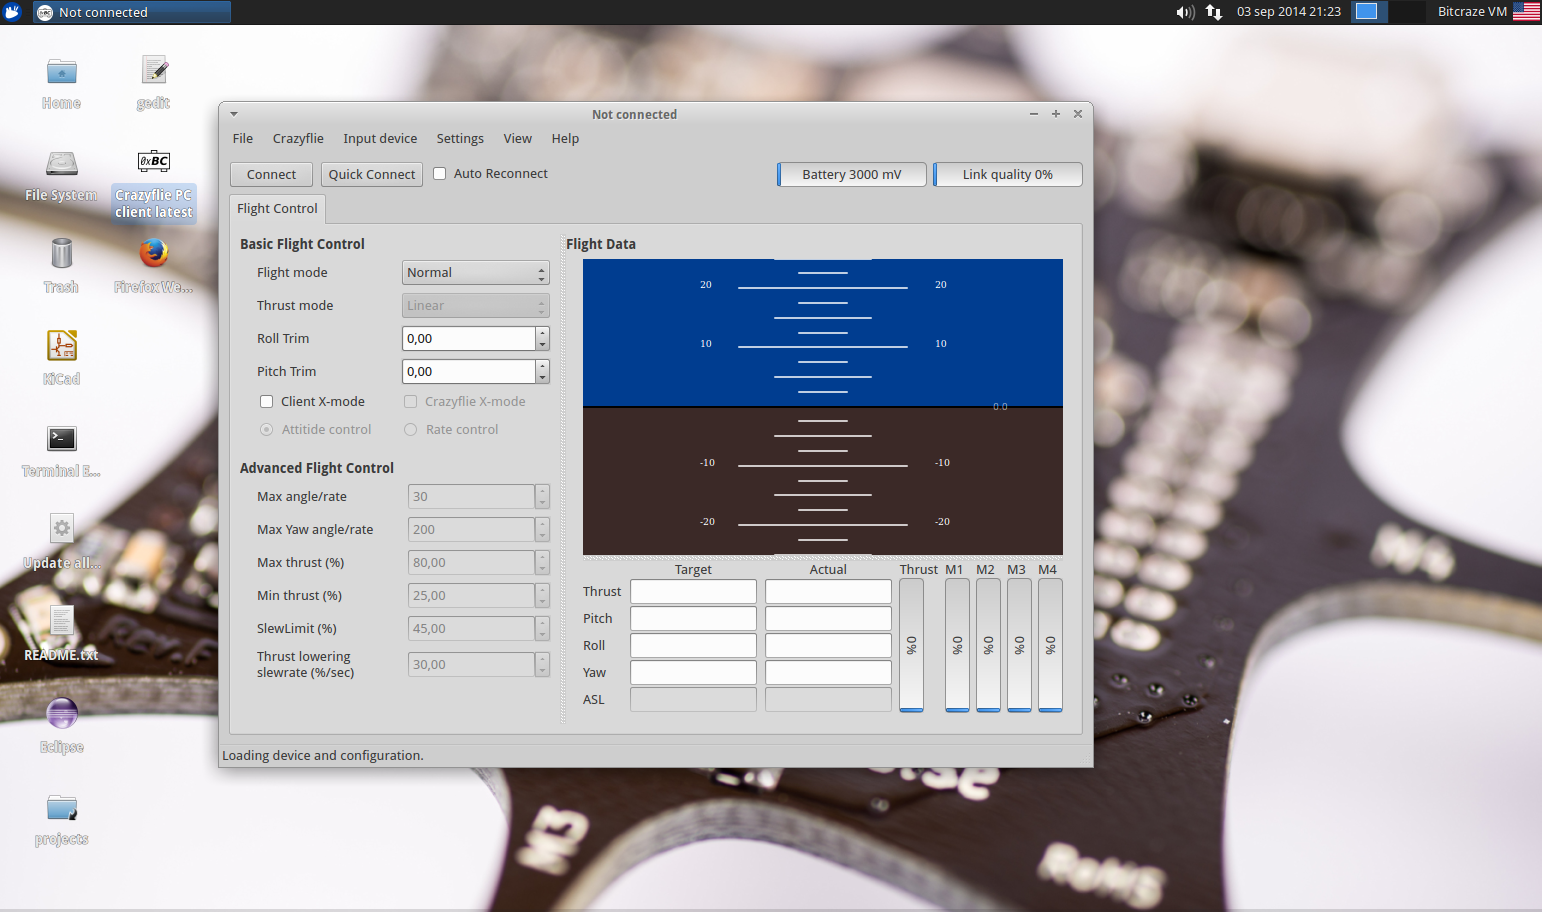 Not connected
03 sep 2014 21:23
Bitcraze VM
Home
gedit
File System
0xBC
Crazyflie PC
client latest
Trash
Firefox We...
KiCad
Terminal E...
Update all...
README.txt
Eclipse
projects
Not connected
File Crazyflie Input device Settings View Help
Connect Quick Connect Auto Reconnect Battery 3000 mV Link quality 0%
Flight Control
Basic Flight Control
Flight mode Normal
Thrust mode Linear
Roll Trim 0,00
Pitch Trim 0,00
Client X-mode Crazyflie X-mode
Attitide control Rate control
Advanced Flight Control
Max angle/rate 30
Max Yaw angle/rate 200
Max thrust (%) 80,00
Min thrust (%) 25,00
SlewLimit (%) 45,00
Thrust lowering
slewrate (%/sec) 30,00
Flight Data
20 20
10 10
0.0
-10 -10
-20 -20
Target Actual Thrust M1 M2 M3 M4
Thrust
Pitch
Roll
Yaw
ASL
%0 %0 %0 %0 %0
Loading device and configuration.
M3
RoHS